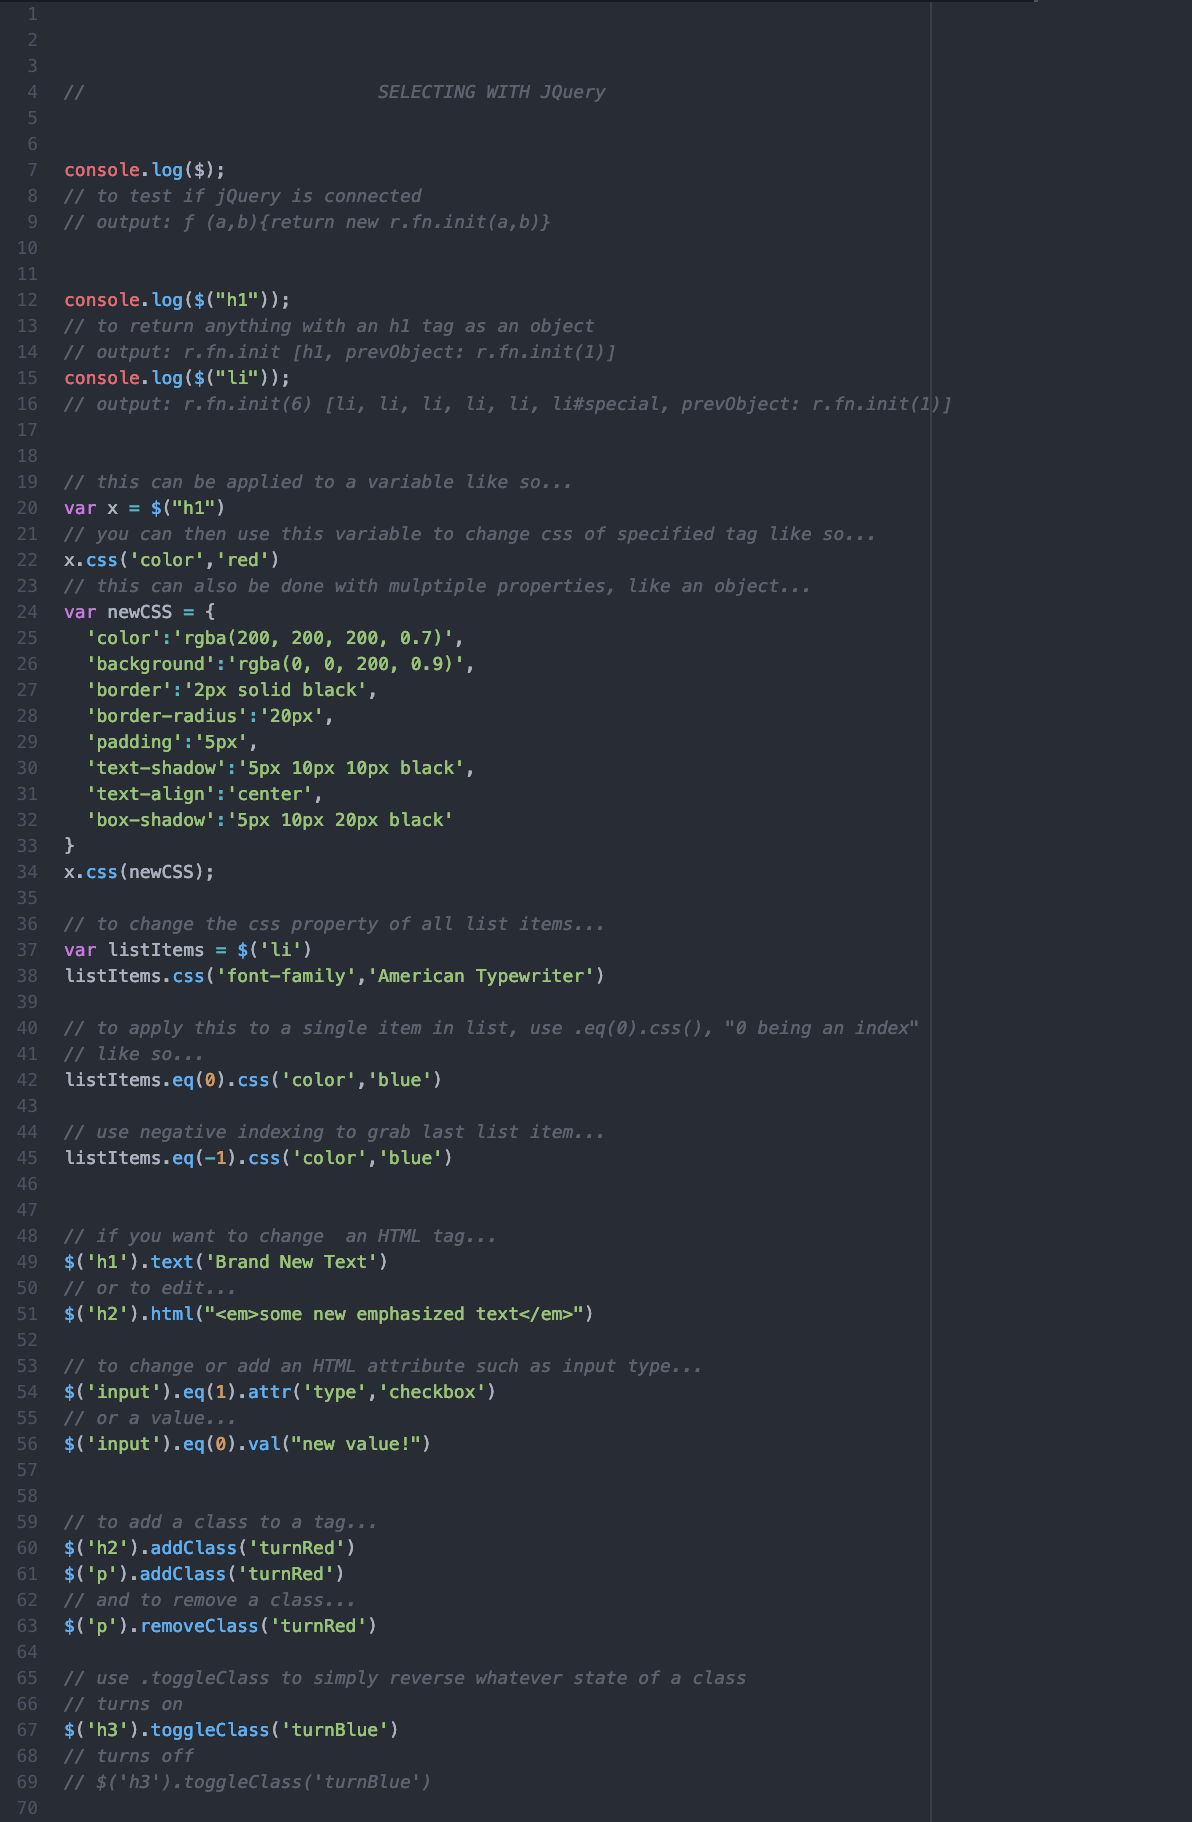 1
2
3
4 // SELECTING WITH JQuery
5
6
7 console.log($);
8 // to test if jQuery is connected
9 // output: ƒ (a,b){return new r.fn.init(a,b)}
10
11
12 console.log($("h1"));
13 // to return anything with an h1 tag as an object
14 // output: r.fn.init [h1, prevObject: r.fn.init(1)]
15 console.log($("li"));
16 // output: r.fn.init(6) [li, li, li, li, li, li#special, prevObject: r.fn.init(1)]
17
18
19 // this can be applied to a variable like so...
20 var x = $("h1")
21 // you can then use this variable to change css of specified tag like so...
22 x.css('color','red')
23 // this can also be done with mulptiple properties, like an object...
24 var newCSS = {
25   'color':'rgba(200, 200, 200, 0.7)',
26   'background':'rgba(0, 0, 200, 0.9)',
27   'border':'2px solid black',
28   'border-radius':'20px',
29   'padding':'5px',
30   'text-shadow':'5px 10px 10px black',
31   'text-align':'center',
32   'box-shadow':'5px 10px 20px black'
33 }
34 x.css(newCSS);
35
36 // to change the css property of all list items...
37 var listItems = $('li')
38 listItems.css('font-family','American Typewriter')
39
40 // to apply this to a single item in list, use .eq(0).css(), "0 being an index"
41 // like so...
42 listItems.eq(0).css('color','blue')
43
44 // use negative indexing to grab last list item...
45 listItems.eq(-1).css('color','blue')
46
47
48 // if you want to change  an HTML tag...
49 $('h1').text('Brand New Text')
50 // or to edit...
51 $('h2').html("<em>some new emphasized text</em>")
52
53 // to change or add an HTML attribute such as input type...
54 $('input').eq(1).attr('type','checkbox')
55 // or a value...
56 $('input').eq(0).val("new value!")
57
58
59 // to add a class to a tag...
60 $('h2').addClass('turnRed')
61 $('p').addClass('turnRed')
62 // and to remove a class...
63 $('p').removeClass('turnRed')
64
65 // use .toggleClass to simply reverse whatever state of a class
66 // turns on
67 $('h3').toggleClass('turnBlue')
68 // turns off
69 // $('h3').toggleClass('turnBlue')
70